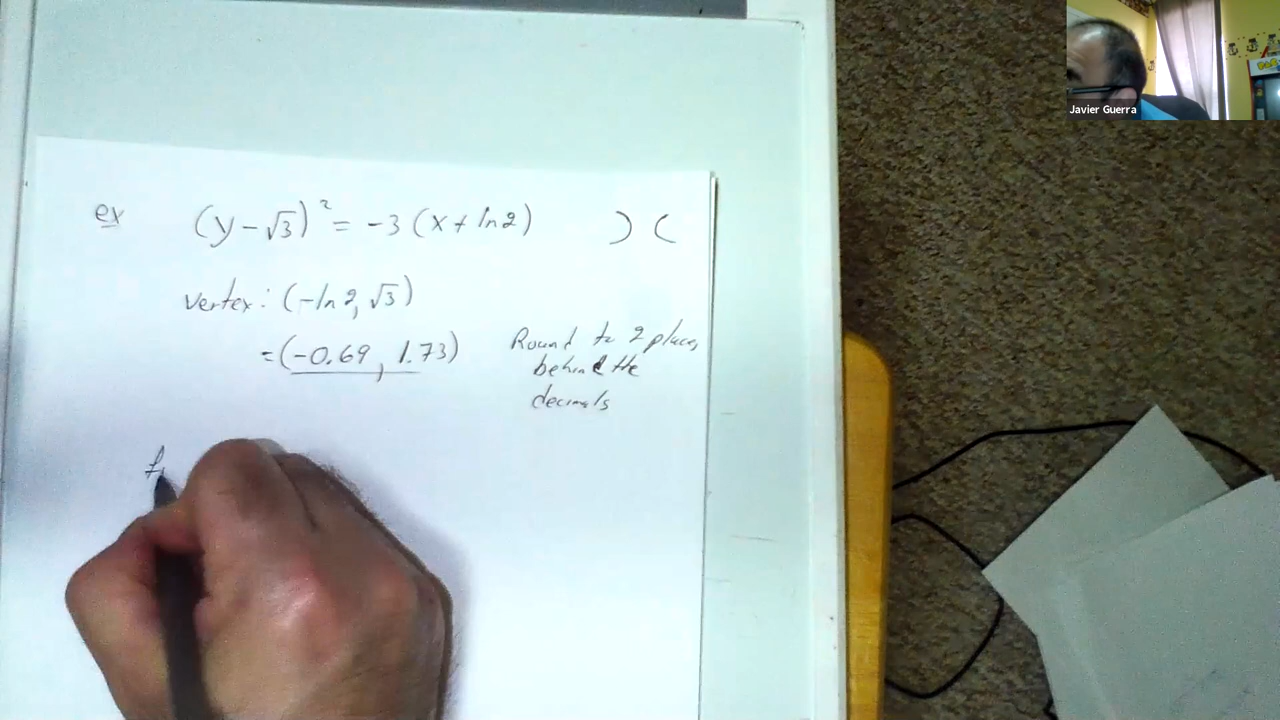 ex (y-√3)² = -3(x+ln2) ) (
vertex: (-ln2, √3)
= (-0.69, 1.73)
Round to 2 places
behind the
decimals
f
Javier Guerra